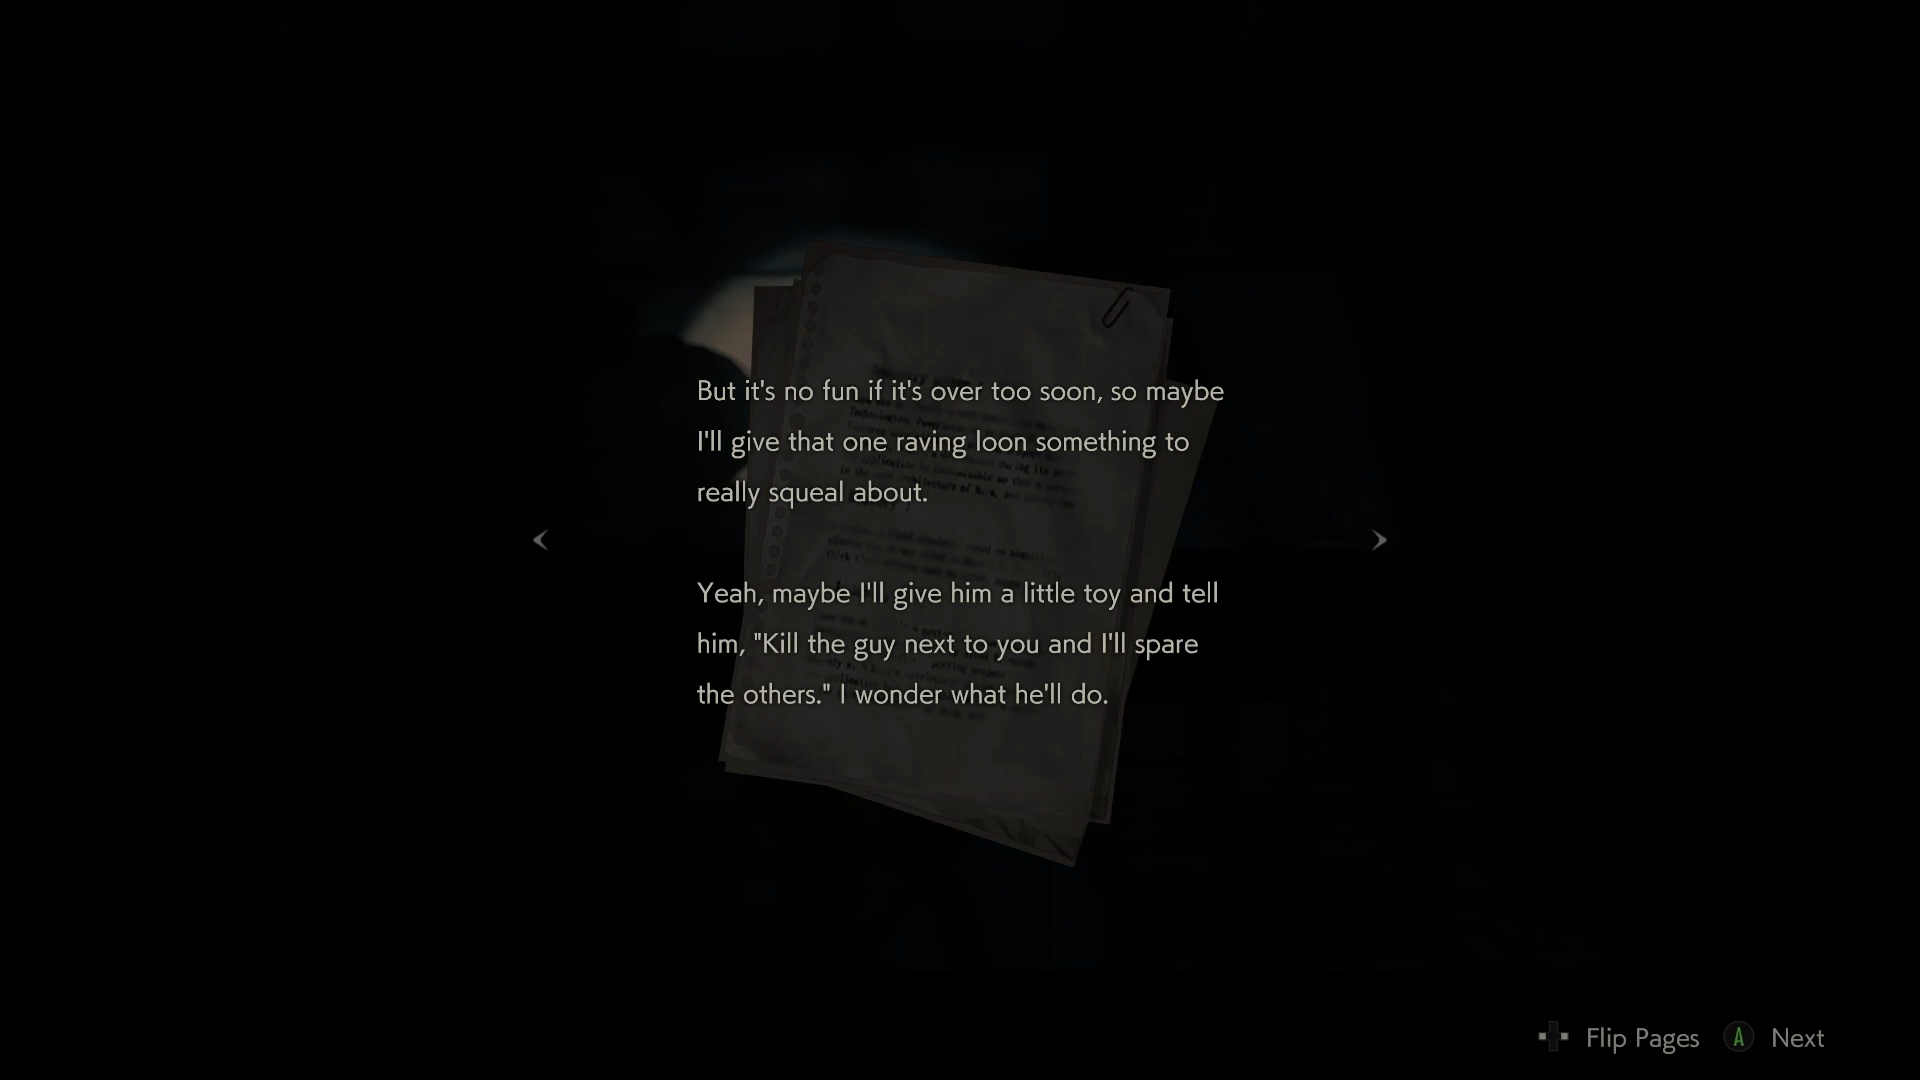 But it's no fun if it's over too soon, so maybe
I'll give that one raving loon something to
really squeal about.
Yeah, maybe I'll give him a little toy and tell
him, "Kill the guy next to you and I'll spare
the others." I wonder what he'll do.
Flip Pages A Next